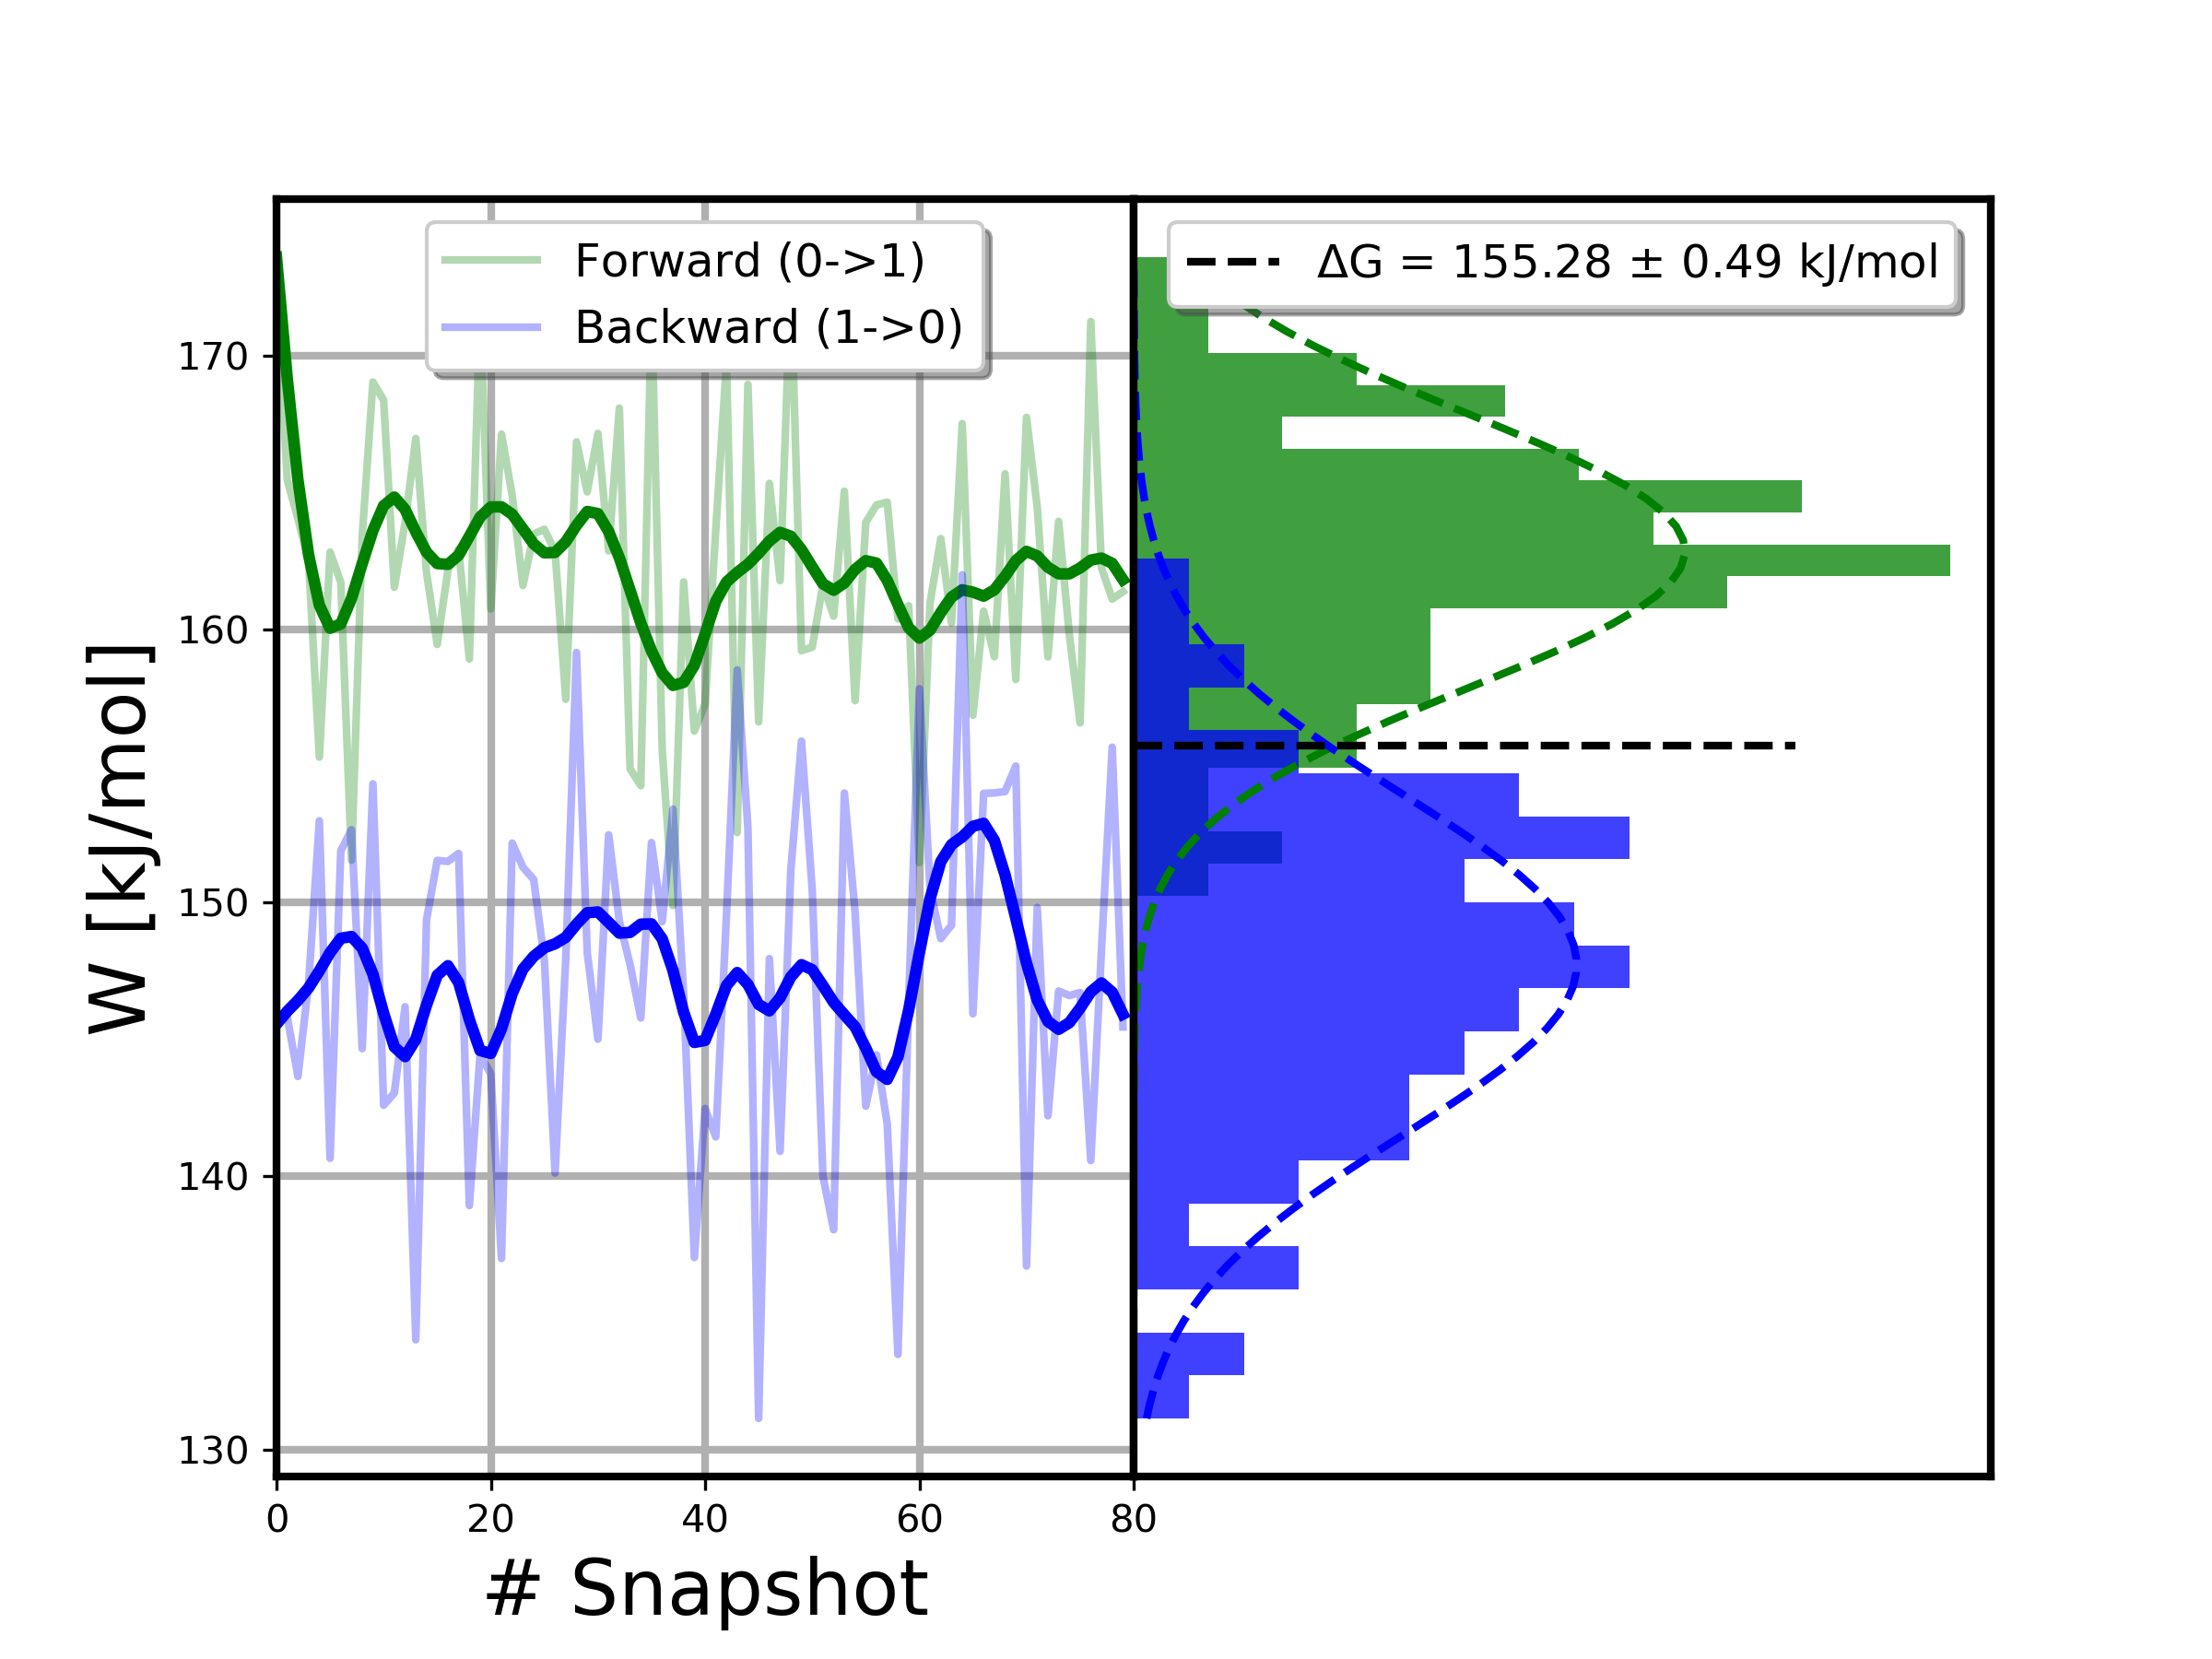 Forward (0->1)
Backward (1->0)
ΔG = 155.28 ± 0.49 kJ/mol
W [kJ/mol]
170
160
150
140
130
0 20 40 60 80
# Snapshot